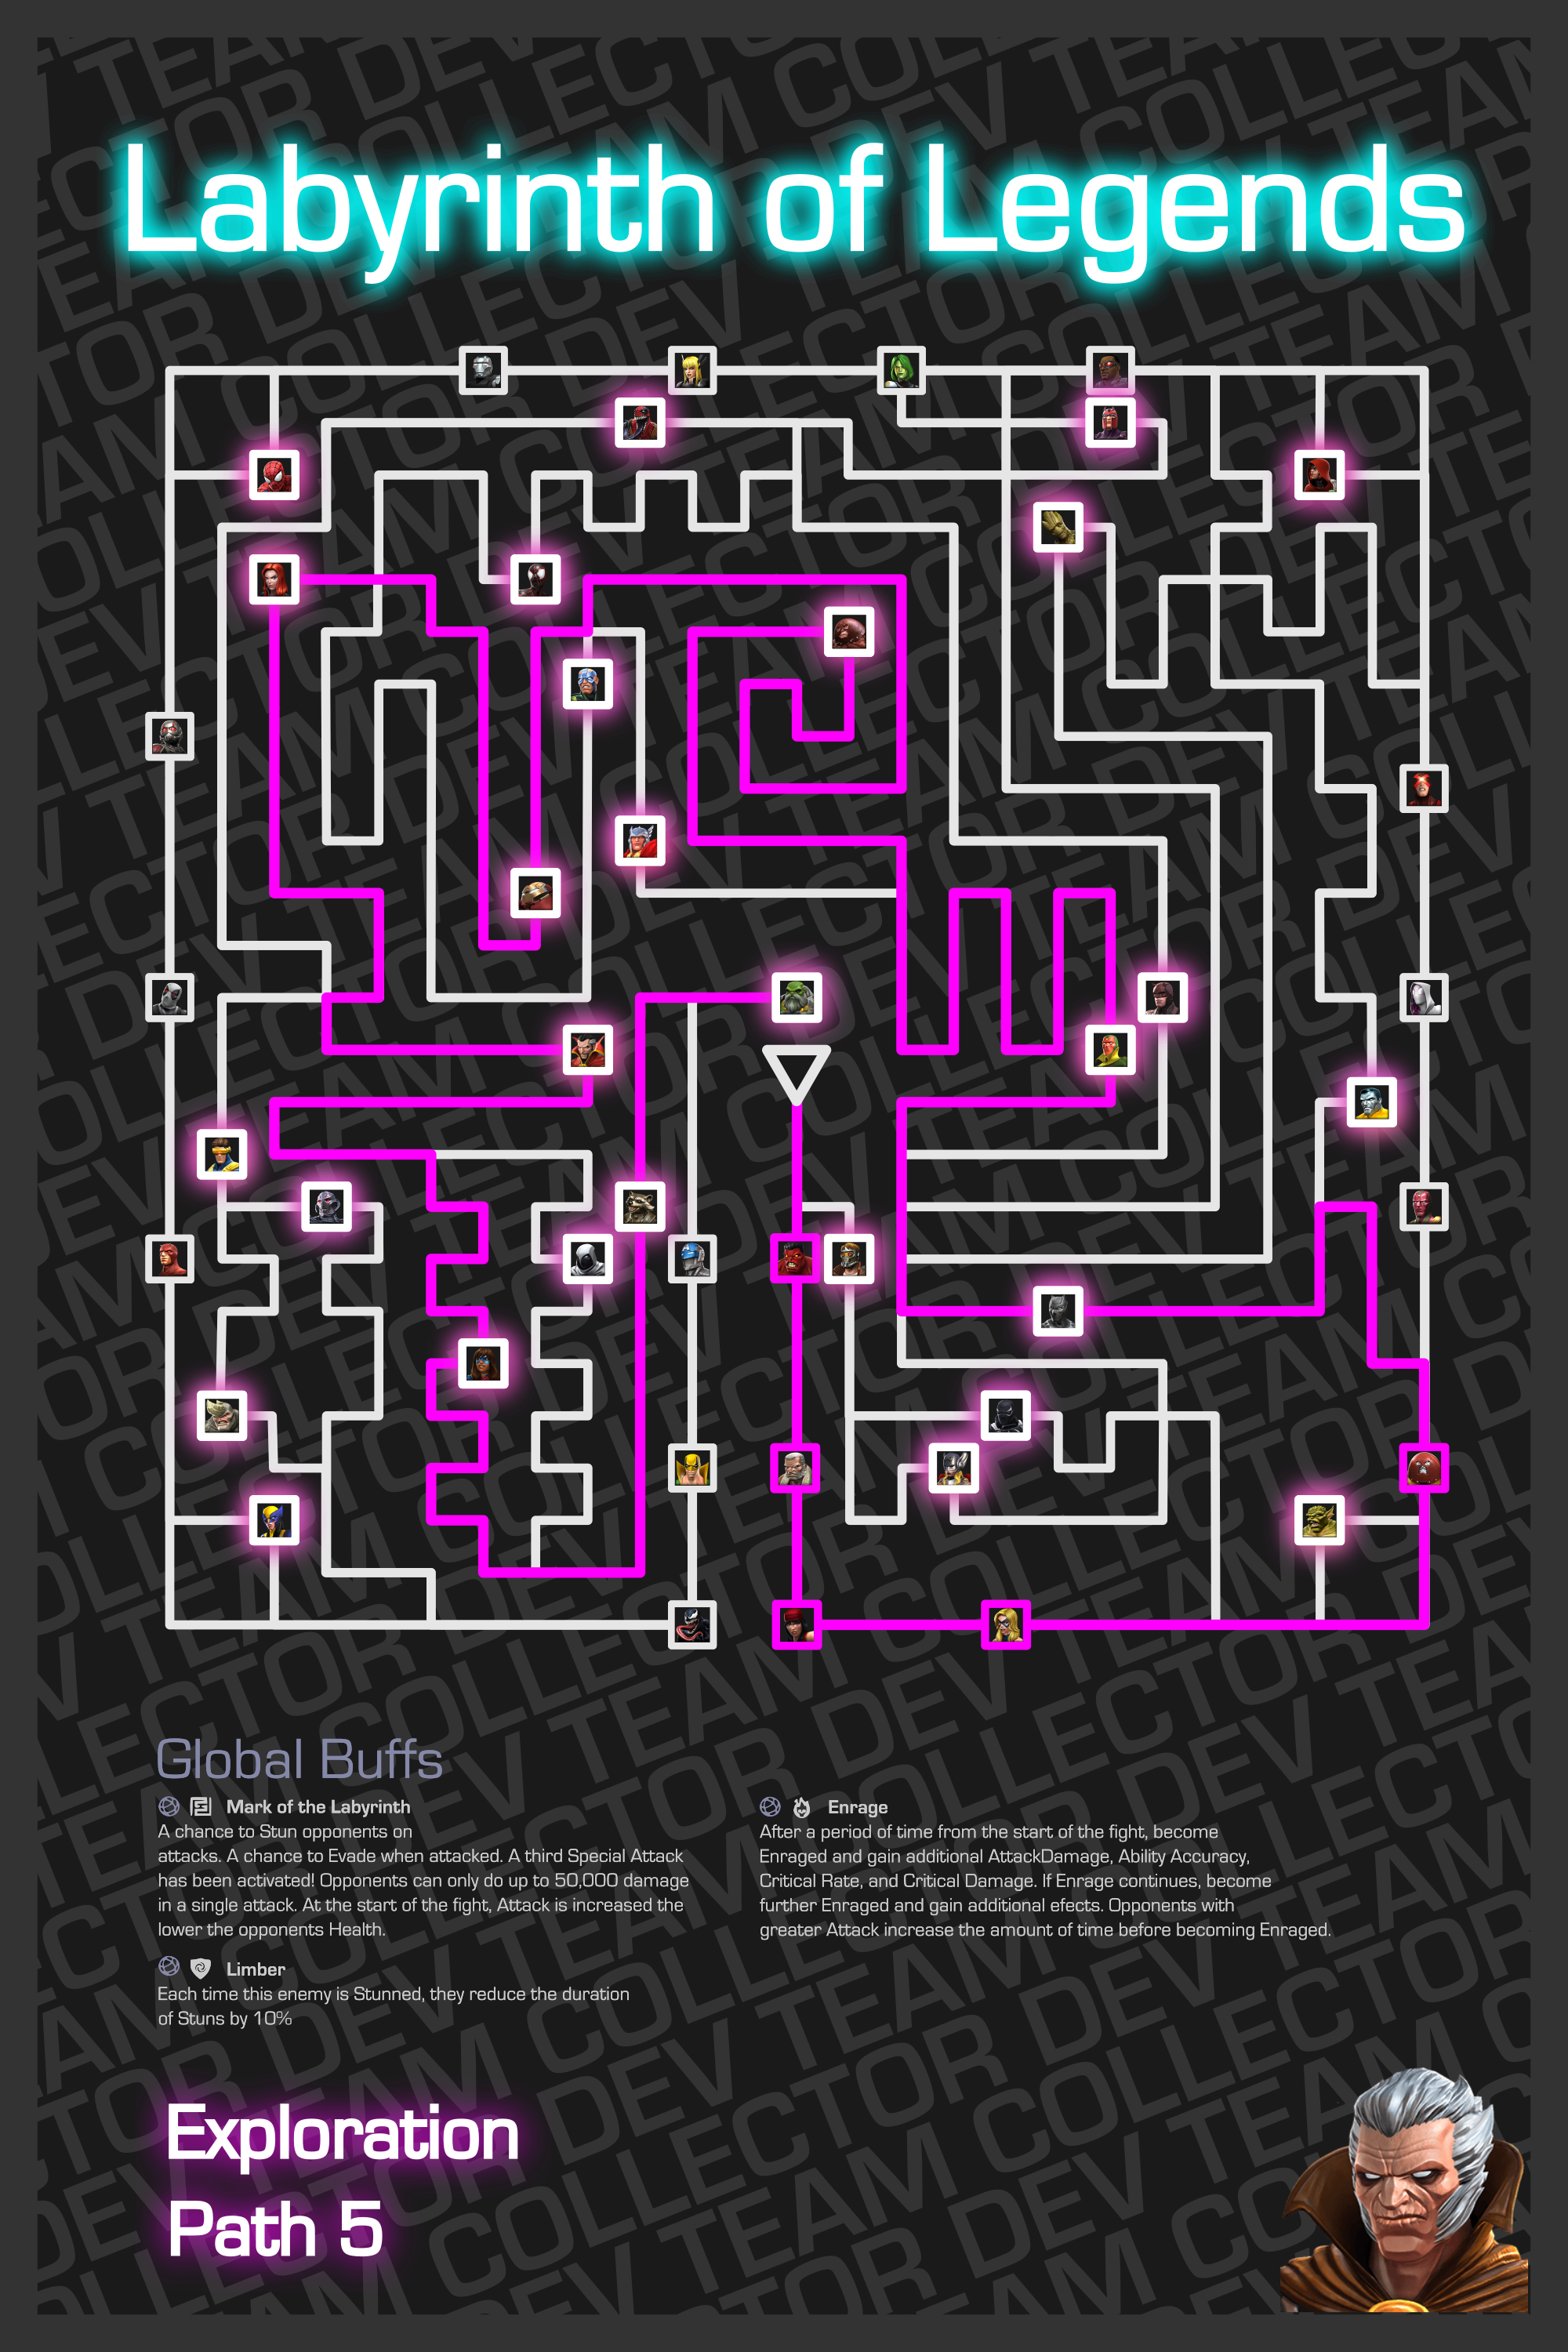 Labyrinth of Legends
Global Buffs
Mark of the Labyrinth
A chance to Stun opponents on
attacks. A chance to Evade when attacked. A third Special Attack
has been activated! Opponents can only do up to 50,000 damage
in a single attack. At the start of the fight, Attack is increased the
lower the opponents Health.
Limber
Each time this enemy is Stunned, they reduce the duration
of Stuns by 10%
Enrage
After a period of time from the start of the fight, become
Enraged and gain additional AttackDamage, Ability Accuracy,
Critical Rate, and Critical Damage. If Enrage continues, become
further Enraged and gain additional efects. Opponents with
greater Attack increase the amount of time before becoming Enraged.
Exploration
Path 5
COLLECTOR DEV TEAM